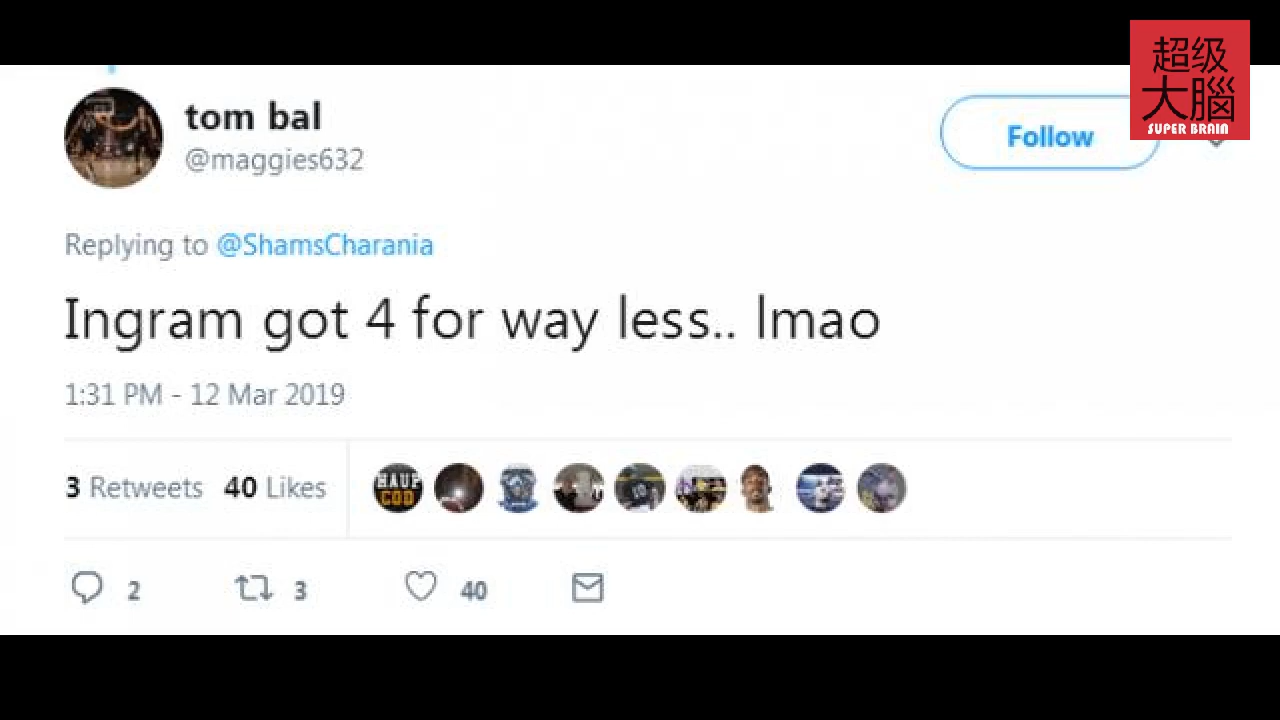 超级
大腦
SUPER BRAIN
tom bal
@maggies632
Follow
Replying to @ShamsCharania
Ingram got 4 for way less.. lmao
1:31 PM - 12 Mar 2019
3 Retweets 40 Likes
HAUP
COD
2 3 40